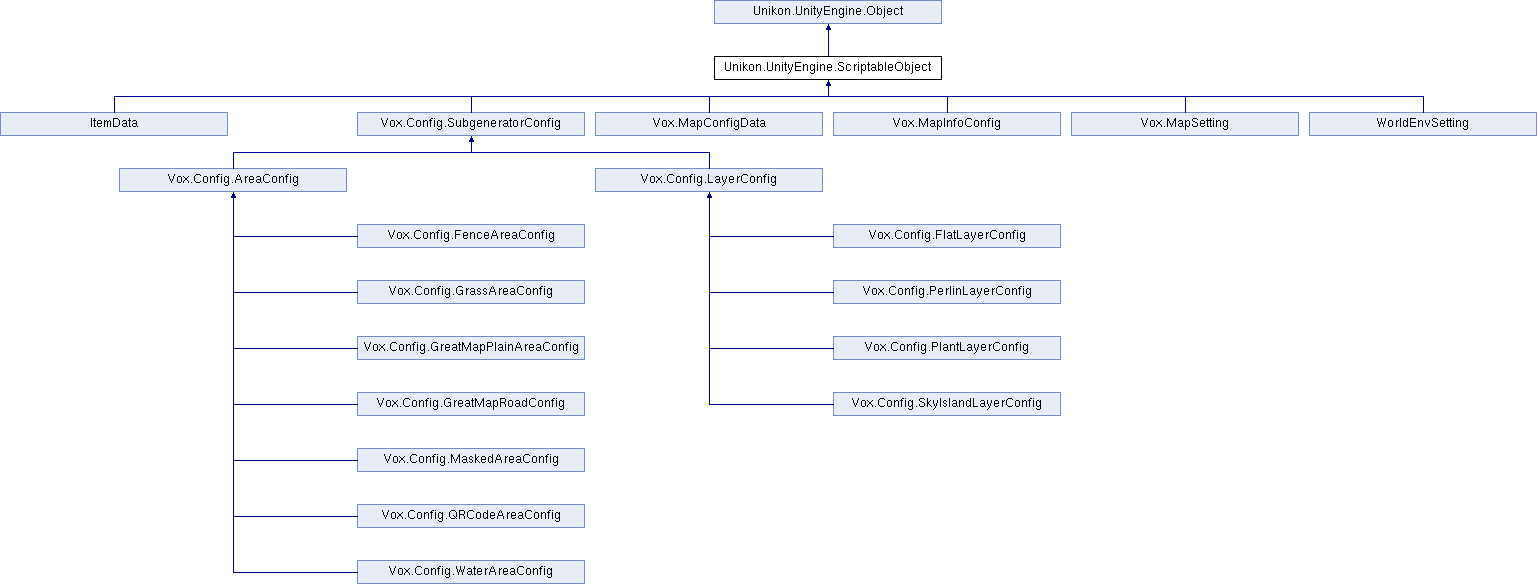 Unikon.UnityEngine.Object
Unikon.UnityEngine.ScriptableObject
ItemData
Vox.Config.SubgeneratorConfig
Vox.MapConfigData
Vox.MapInfoConfig
Vox.MapSetting
WorldEnvSetting
Vox.Config.AreaConfig
Vox.Config.LayerConfig
Vox.Config.FenceAreaConfig
Vox.Config.FlatLayerConfig
Vox.Config.GrassAreaConfig
Vox.Config.PerlinLayerConfig
Vox.Config.GreatMapPlainAreaConfig
Vox.Config.PlantLayerConfig
Vox.Config.GreatMapRoadConfig
Vox.Config.SkyIslandLayerConfig
Vox.Config.MaskedAreaConfig
Vox.Config.QRCodeAreaConfig
Vox.Config.WaterAreaConfig